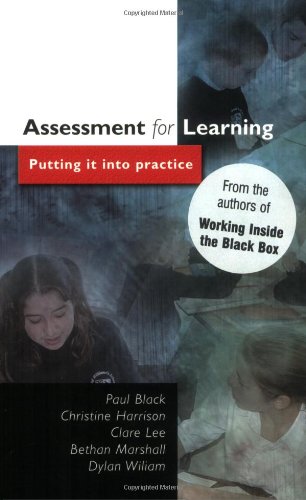 Assessment for Learning
Putting it into practice
From the
authors of
Working Inside
the Black Box
Paul Black
Christine Harrison
Clare Lee
Bethan Marshall
Dylan Wiliam